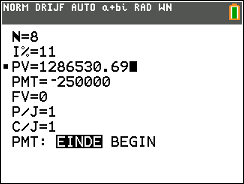 NORM DRIJF AUTO a+bi RAD WN
N=8
I%=11
PV=1286530.69
PMT=-250000
FV=0
P/J=1
C/J=1
PMT: EINDE BEGIN